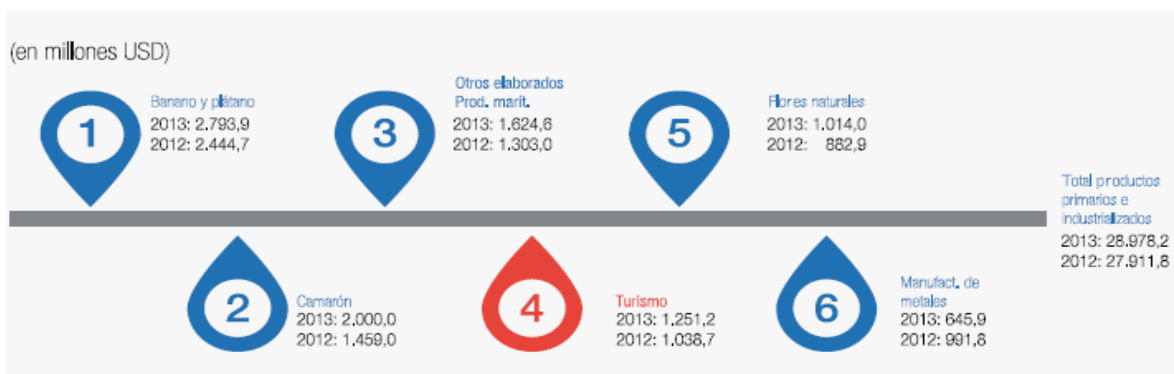 (en millones USD)
1
Banano y plátano
2013: 2.793,9
2012: 2.444,7
2
Camarón
2013: 2.000,0
2012: 1.459,0
3
Otros elaborados
Prod. marit.
2013: 1.624,6
2012: 1.303,0
4
Turismo
2013: 1.251,2
2012: 1.038,7
5
Flores naturales
2013: 1.014,0
2012: 882,9
6
Manufact. de
metales
2013: 645,9
2012: 991,8
Total productos
primarios e
industrializados
2013: 28.978,2
2012: 27.911,8